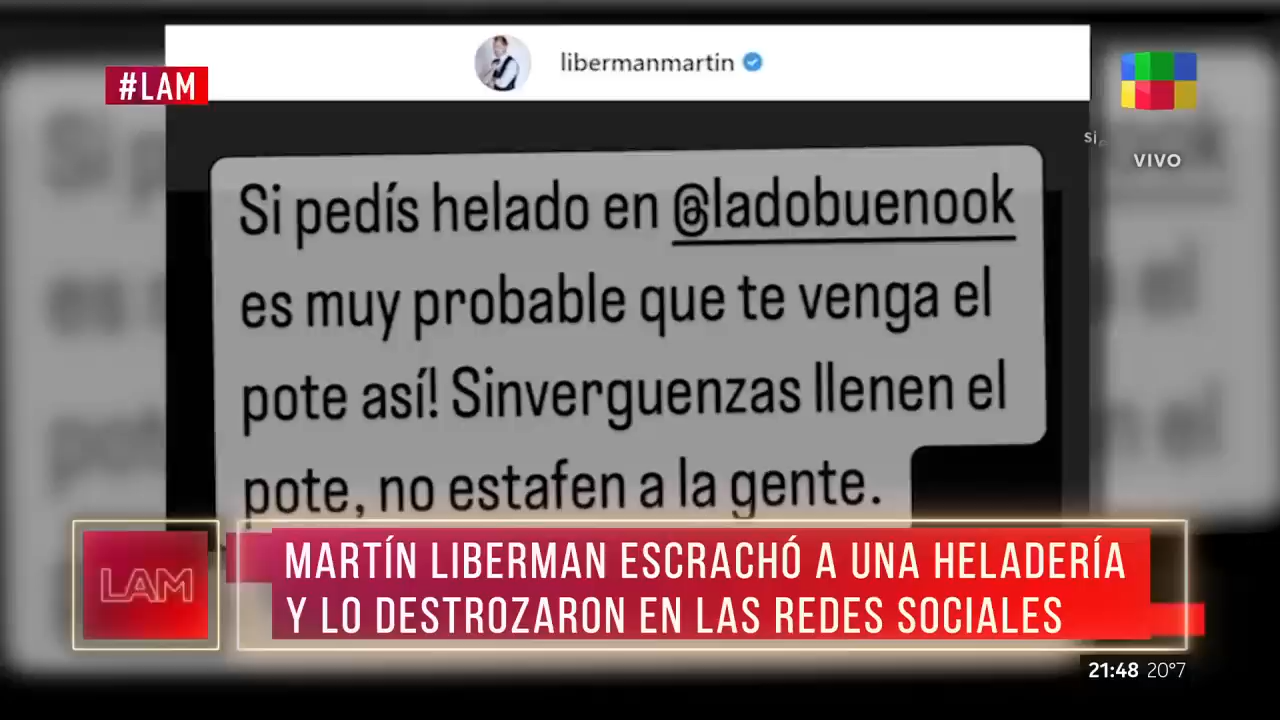 libermanmartin
#LAM
VIVO
Si pedís helado en @ladobuenook
es muy probable que te venga el
pote así! Sinverguenzas llenen el
pote, no estafen a la gente.
LAM
MARTÍN LIBERMAN ESCRACHÓ A UNA HELADERÍA
Y LO DESTROZARON EN LAS REDES SOCIALES
21:48 20°7